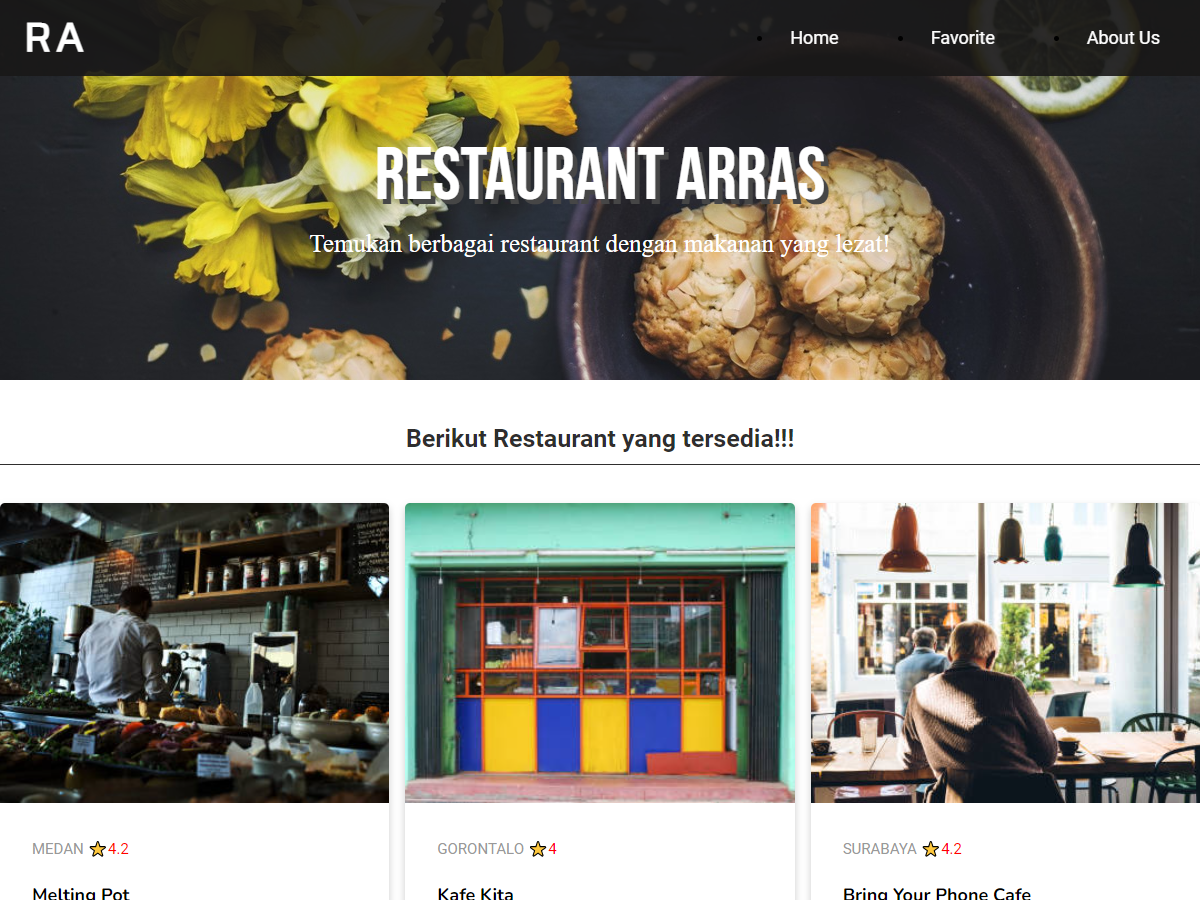 RA
Home
Favorite
About Us
RESTAURANT ARRAS
Temukan berbagai restaurant dengan makanan yang lezat!
Berikut Restaurant yang tersedia!!!
MEDAN 4.2
Melting Pot
GORONTALO 4
Kafe Kita
SURABAYA 4.2
Bring Your Phone Cafe